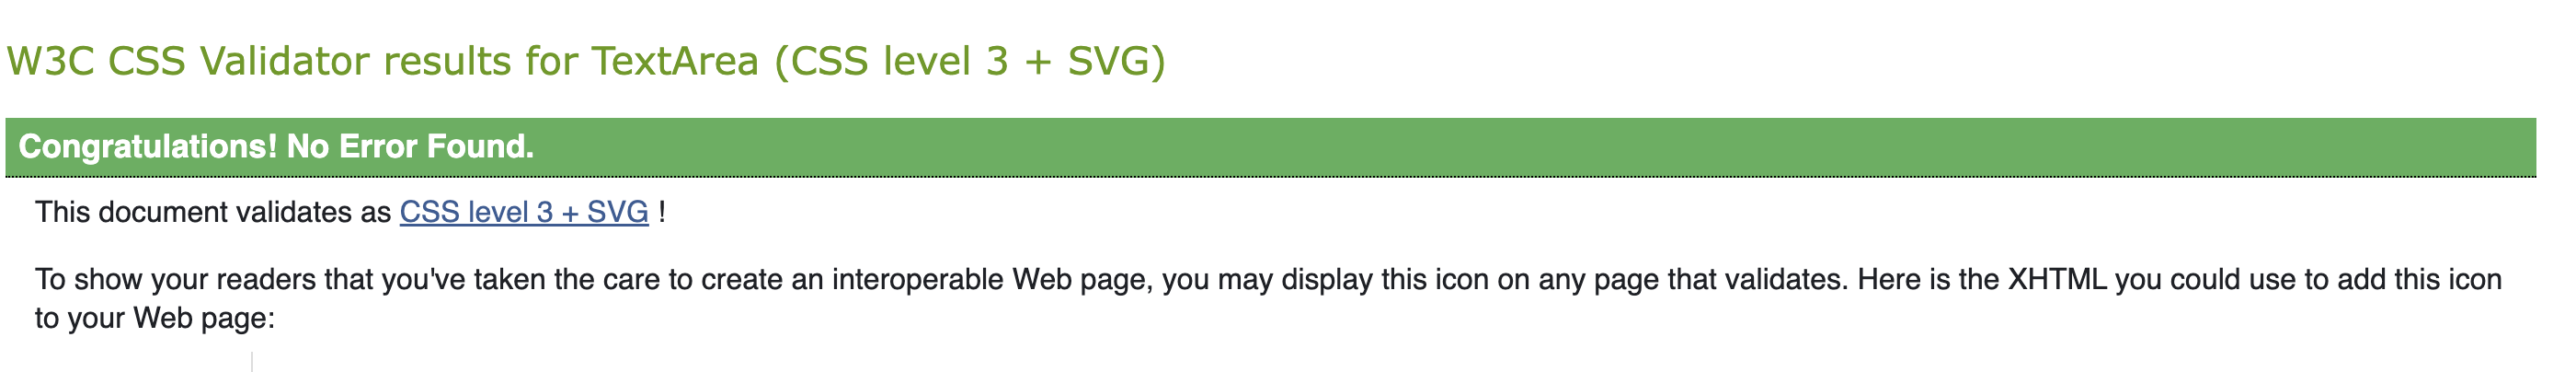 W3C CSS Validator results for TextArea (CSS level 3 + SVG)
Congratulations! No Error Found.
This document validates as CSS level 3 + SVG !
To show your readers that you've taken the care to create an interoperable Web page, you may display this icon on any page that validates. Here is the XHTML you could use to add this icon
to your Web page: